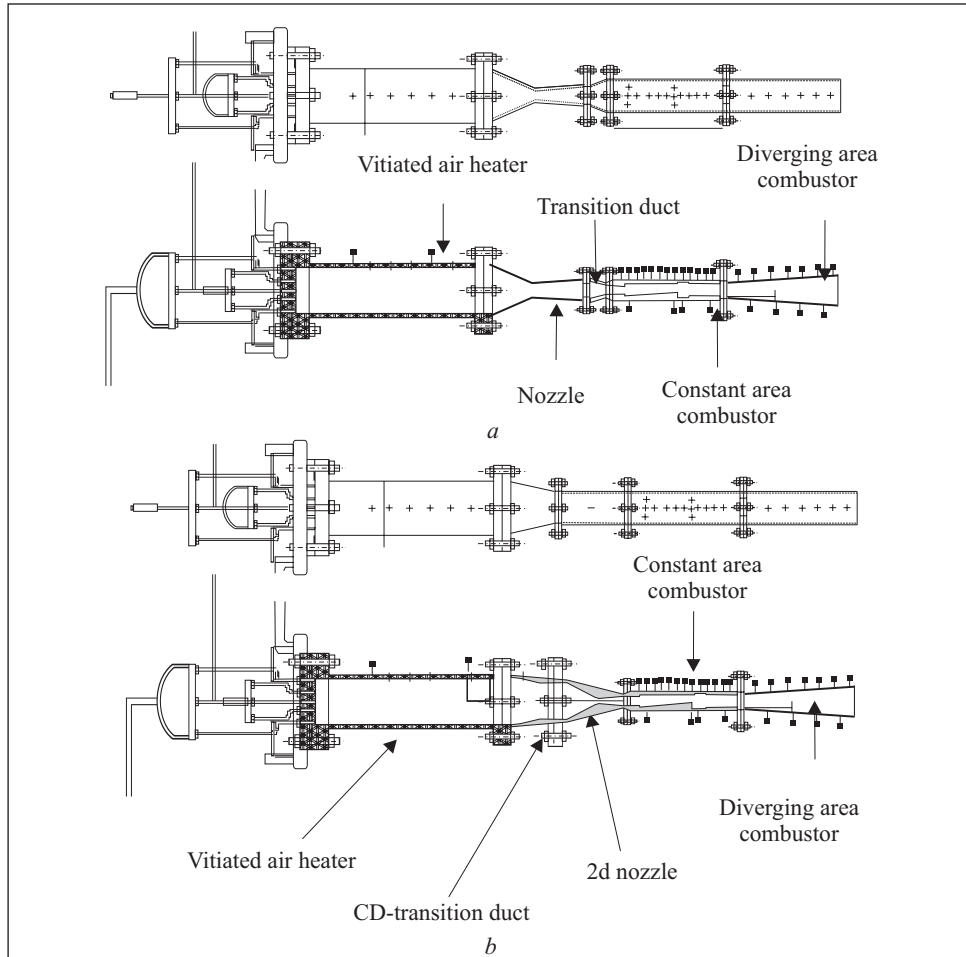 Vitiated air heater
Diverging area
combustor
Transition duct
Nozzle
Constant area
combustor
a
Constant area
combustor
Diverging area
combustor
Vitiated air heater
2d nozzle
CD-transition duct
b